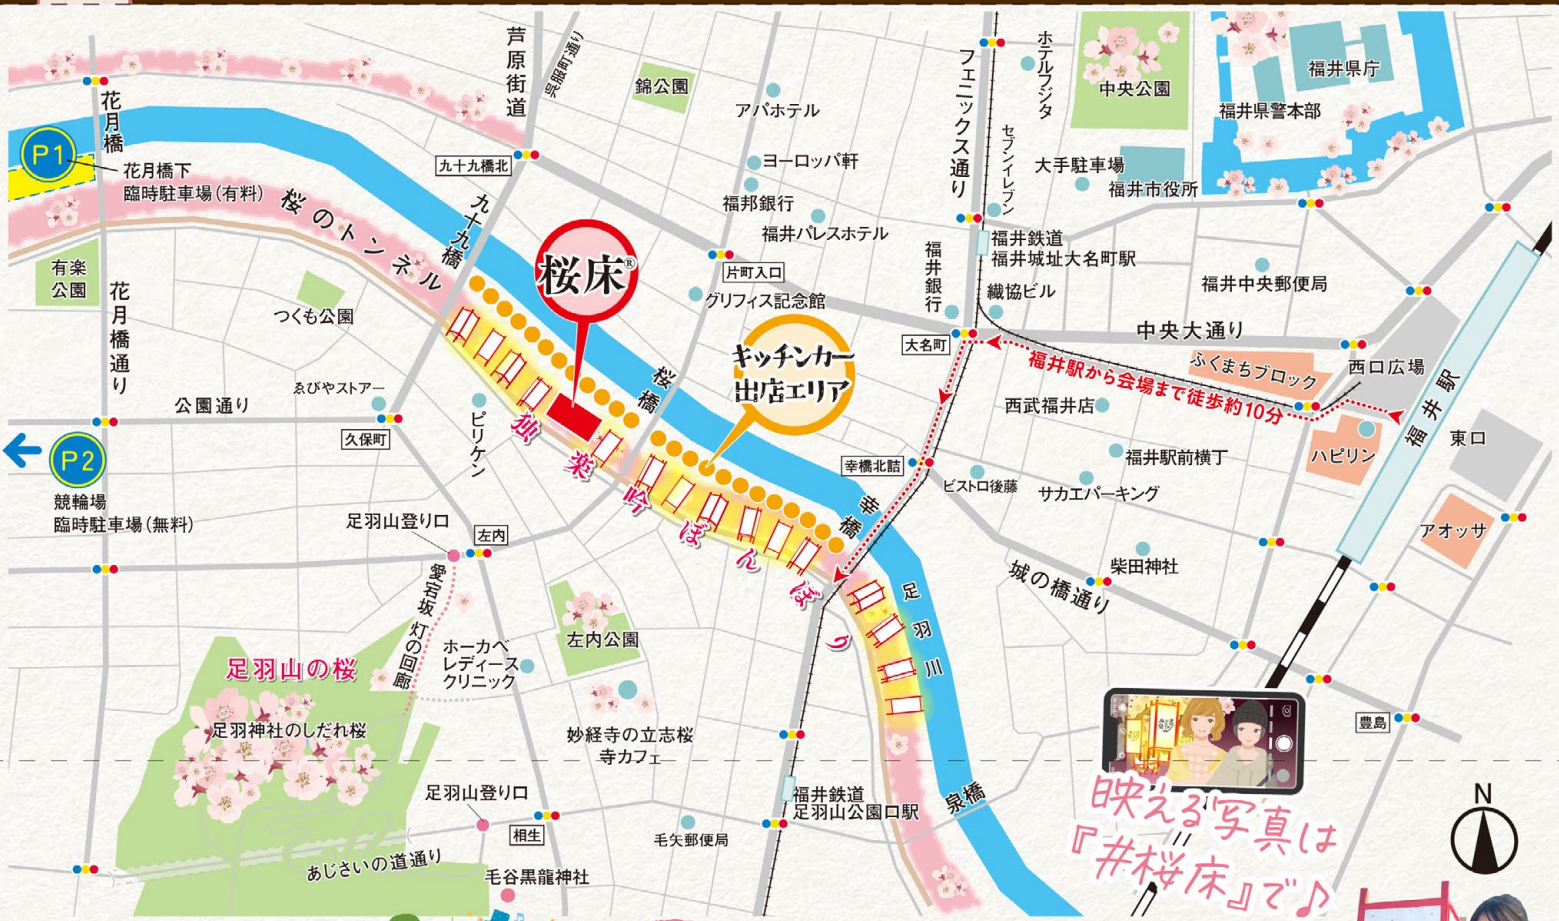 芦原街道
呉服町通り
フェニックス通り
ホテルフジタ
中央公園
福井県庁
福井県警本部
錦公園
アパホテル
花月橋
P1
花月橋下
臨時駐車場(有料)
九十九橋北
九十九橋
ヨーロッパ軒
福邦銀行
福井パレスホテル
セブンイレブン
大手駐車場
福井市役所
桜のトンネル
桜床®
片町入口
グリフィス記念館
福井銀行
福井鉄道
福井城址大名町駅
繊協ビル
福井中央郵便局
有楽
公園
花月橋通り
つくも公園
キッチンカー
出店エリア
大名町
中央大通り
ふくまちブロック
西口広場
福井駅から会場まで徒歩約10分
福井駅
東口
ゑびやストアー
公園通り
久保町
ピリケン
桜橋
西武福井店
ハピリン
福井駅前横丁
P2
競輪場
臨時駐車場(無料)
幸橋北詰
ビストロ後藤
サカエパーキング
アオッサ
独楽吟ぼんぼり
幸橋
足羽山登り口
左内
柴田神社
城の橋通り
愛宕坂 灯の回廊
足羽川
左内公園
ホーカベ
レディース
クリニック
足羽山の桜
足羽神社のしだれ桜
妙経寺の立志桜
寺カフェ
豊島
足羽山登り口
相生
福井鉄道
足羽山公園口駅
泉橋
毛矢郵便局
あじさいの道通り
毛谷黒龍神社
映える写真は
『#桜床』で♪
N